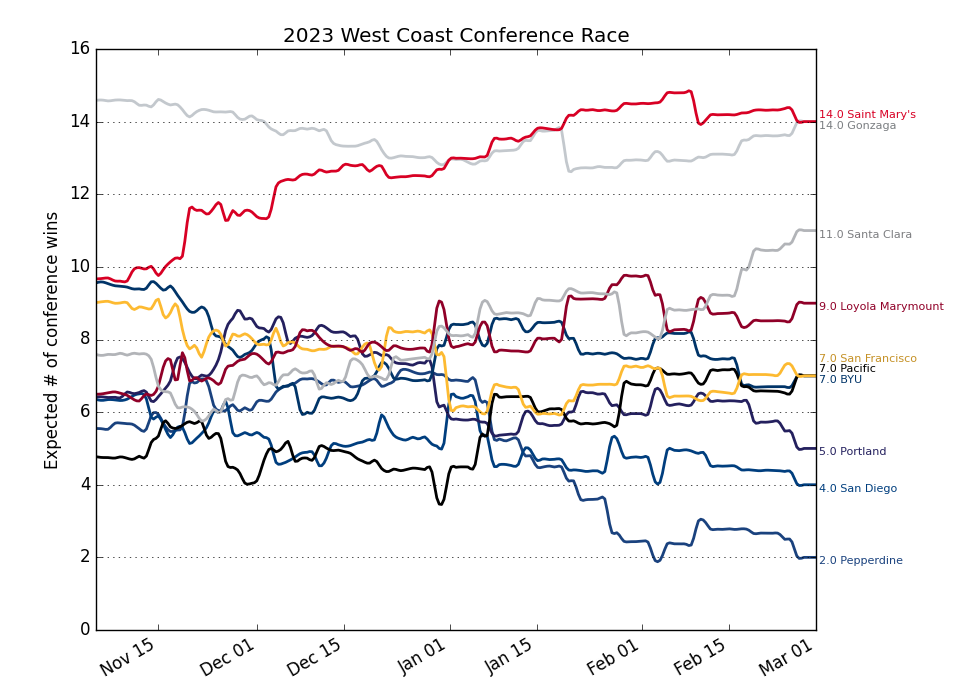 2023 West Coast Conference Race
Expected # of conference wins
16
14
12
10
8
6
4
2
0
Nov 15
Dec 01
Dec 15
Jan 01
Jan 15
Feb 01
Feb 15
Mar 01
14.0 Saint Mary's
14.0 Gonzaga
11.0 Santa Clara
9.0 Loyola Marymount
7.0 San Francisco
7.0 Pacific
7.0 BYU
5.0 Portland
4.0 San Diego
2.0 Pepperdine